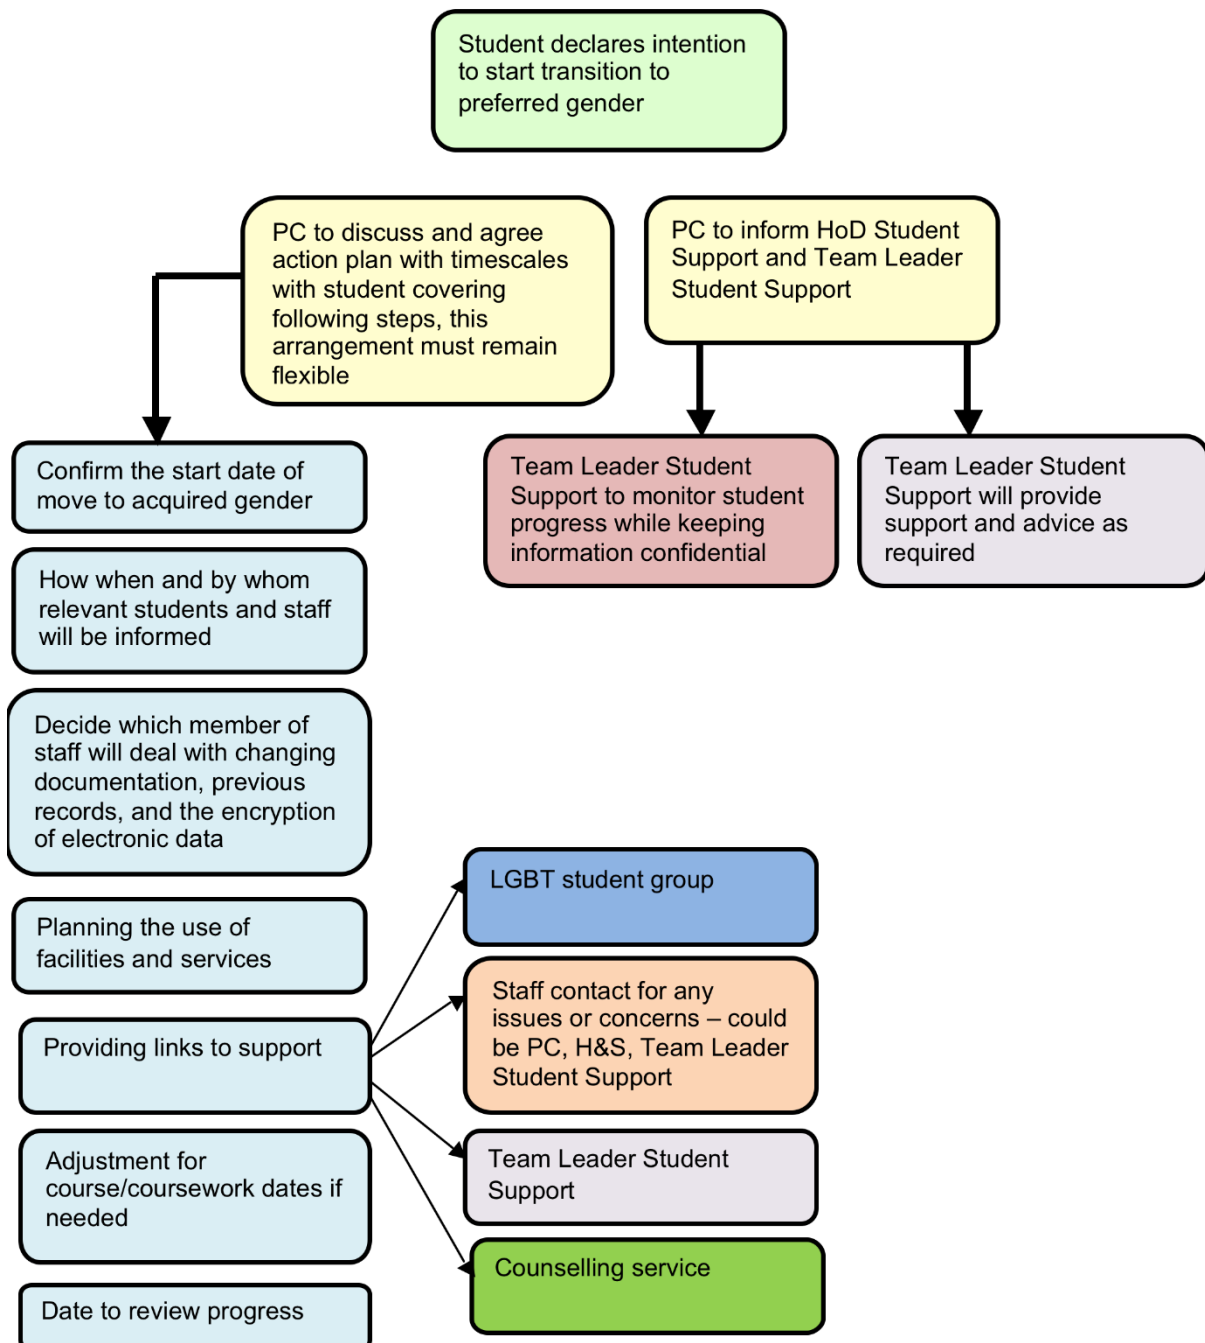 Student declares intention
to start transition to
preferred gender
PC to discuss and agree
action plan with timescales
with student covering
following steps, this
arrangement must remain
flexible
PC to inform HoD Student
Support and Team Leader
Student Support
Confirm the start date of
move to acquired gender
Team Leader Student
Support to monitor student
progress while keeping
information confidential
Team Leader Student
Support will provide
support and advice as
required
How when and by whom
relevant students and staff
will be informed
Decide which member of
staff will deal with changing
documentation, previous
records, and the encryption
of electronic data
Planning the use of
facilities and services
Providing links to support
LGBT student group
Staff contact for any
issues or concerns – could
be PC, H&S, Team Leader
Student Support
Team Leader Student
Support
Counselling service
Adjustment for
course/coursework dates if
needed
Date to review progress